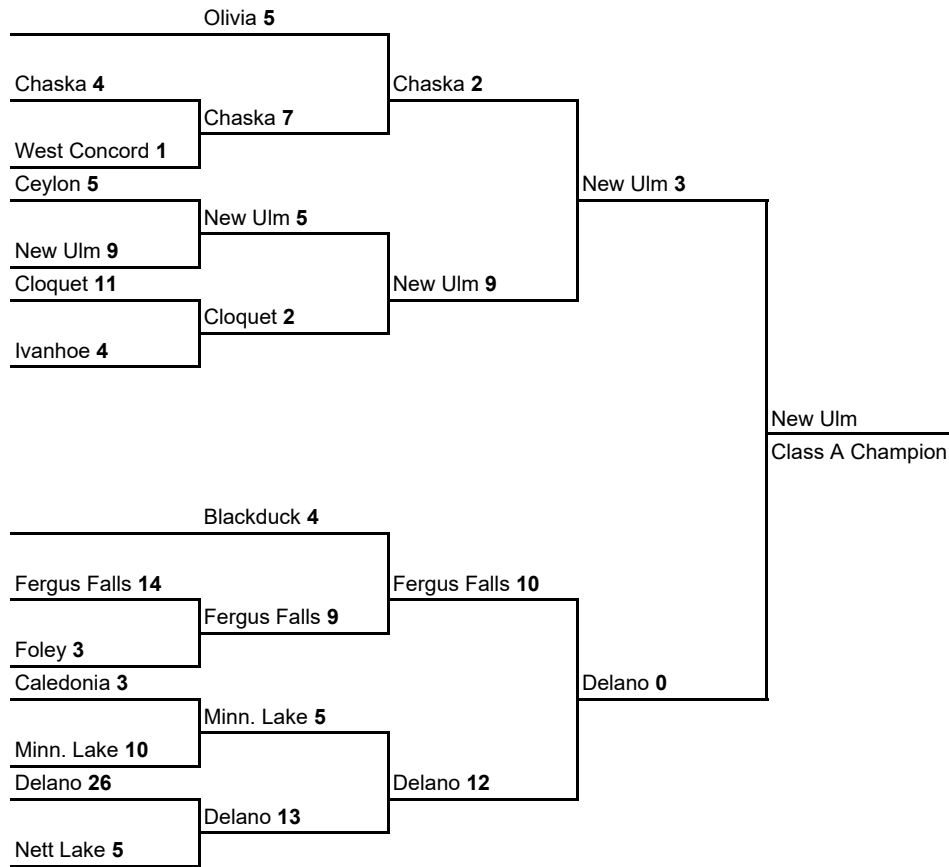 Olivia 5
Chaska 4
Chaska 2
Chaska 7
West Concord 1
Ceylon 5
New Ulm 3
New Ulm 5
New Ulm 9
Cloquet 11
New Ulm 9
Cloquet 2
Ivanhoe 4
New Ulm
Class A Champion
Blackduck 4
Fergus Falls 14
Fergus Falls 10
Fergus Falls 9
Foley 3
Caledonia 3
Delano 0
Minn. Lake 5
Minn. Lake 10
Delano 26
Delano 12
Delano 13
Nett Lake 5